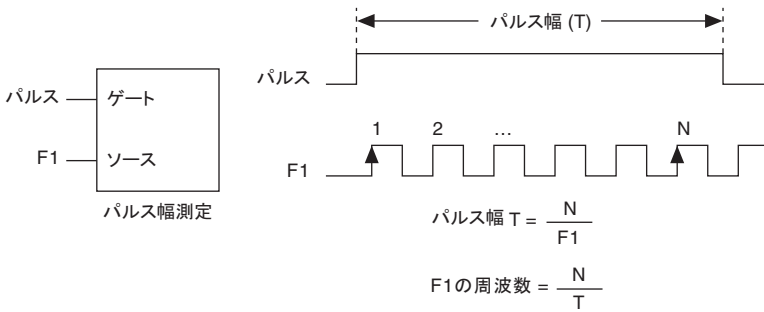 パルス幅 (T)
パルス
ゲート
F1
ソース
パルス幅測定
パルス
1 2 ... N
F1
パルス幅 T = N
F1
F1の周波数 = N
T